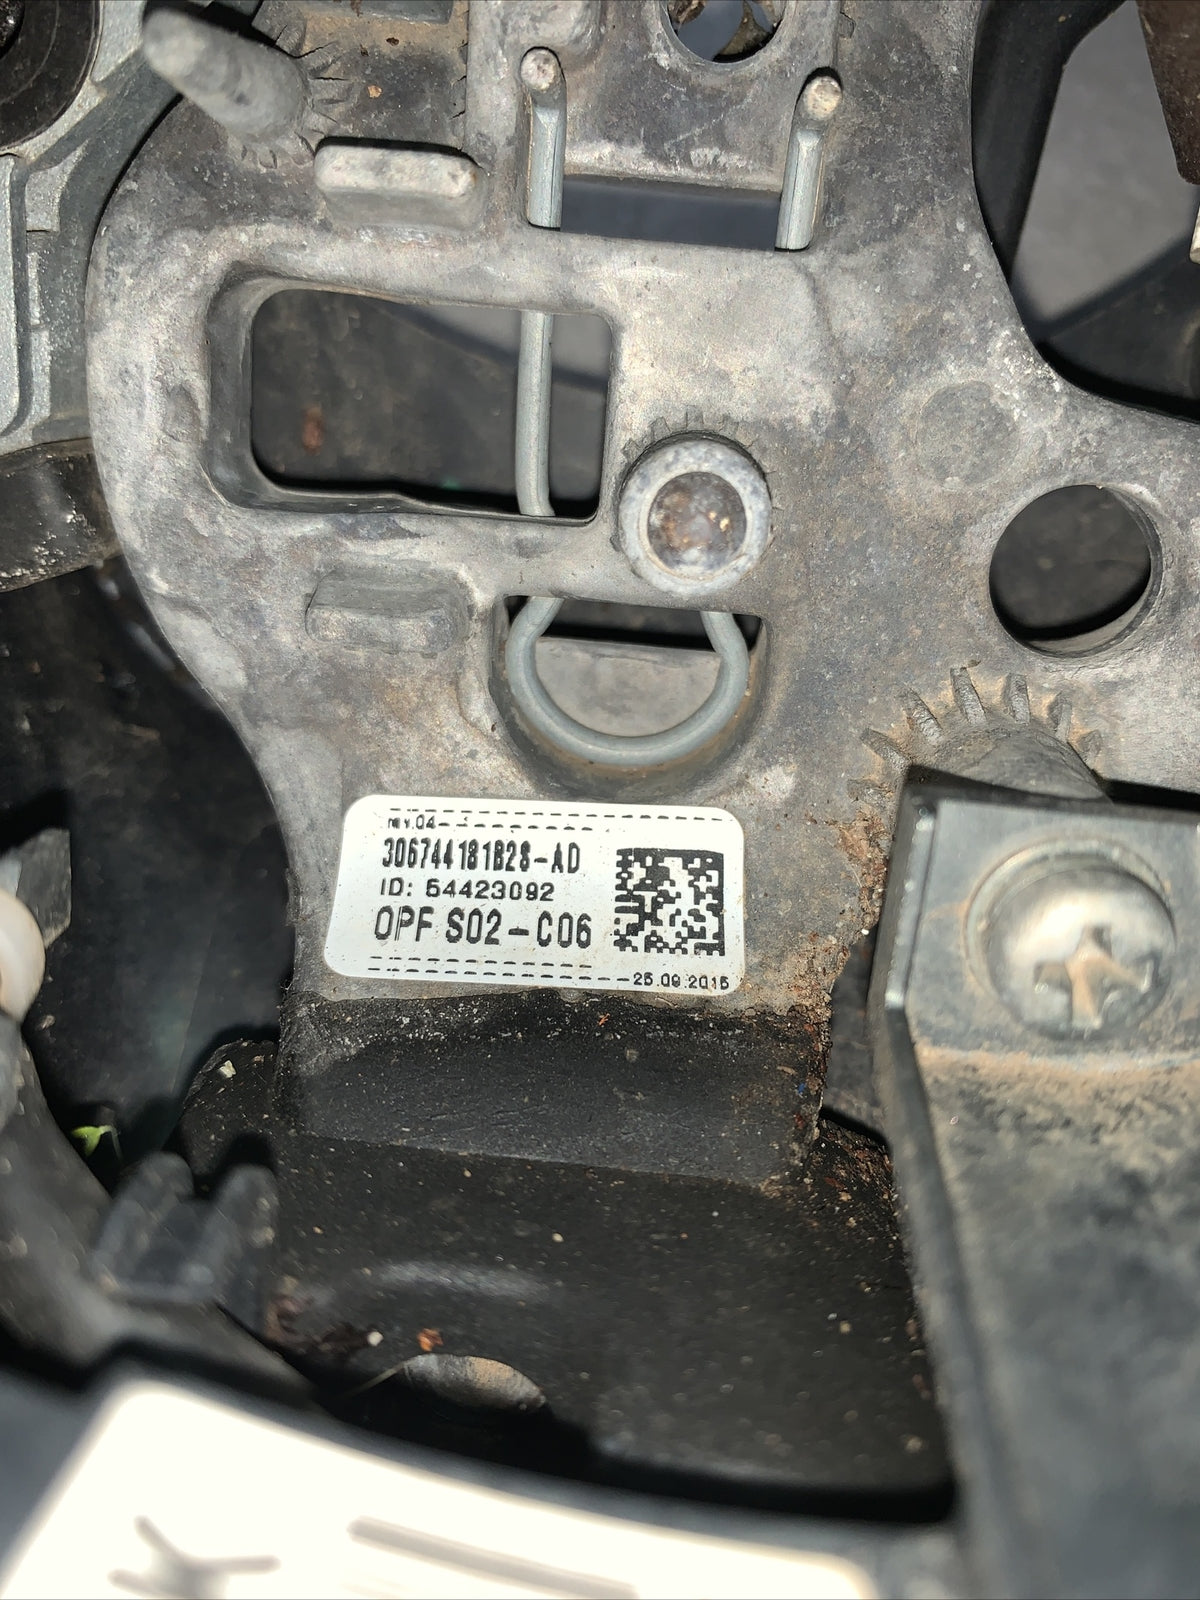 rev.04
306744181B28-AD
ID: 64423092
OPF S02-C06
25.09.2015
K